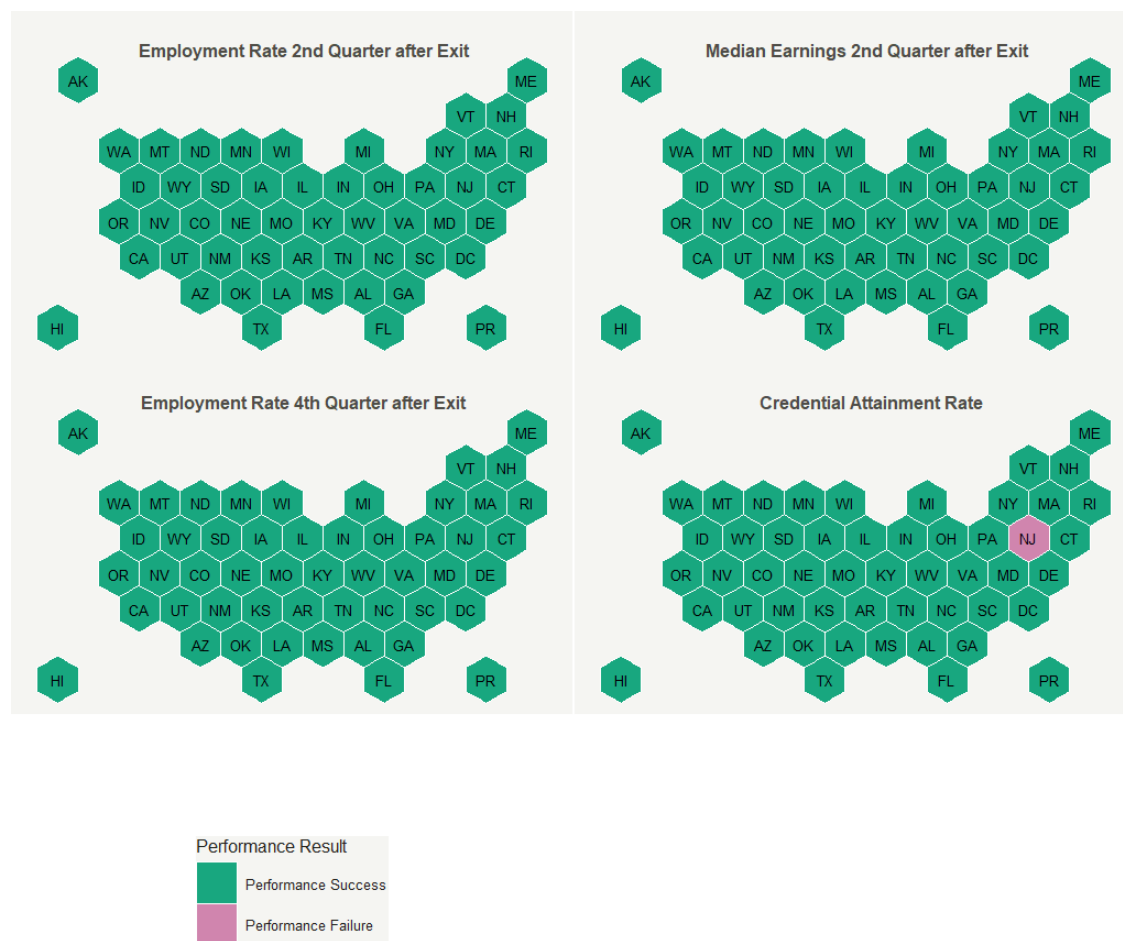 Employment Rate 2nd Quarter after Exit
AK
ME
VT NH
WA MT ND MN WI MI NY MA RI
ID WY SD IA IL IN OH PA NJ CT
OR NV CO NE MO KY WV VA MD DE
CA UT NM KS AR TN NC SC DC
AZ OK LA MS AL GA
HI TX FL PR
Median Earnings 2nd Quarter after Exit
AK
ME
VT NH
WA MT ND MN WI MI NY MA RI
ID WY SD IA IL IN OH PA NJ CT
OR NV CO NE MO KY WV VA MD DE
CA UT NM KS AR TN NC SC DC
AZ OK LA MS AL GA
HI TX FL PR
Employment Rate 4th Quarter after Exit
AK
ME
VT NH
WA MT ND MN WI MI NY MA RI
ID WY SD IA IL IN OH PA NJ CT
OR NV CO NE MO KY WV VA MD DE
CA UT NM KS AR TN NC SC DC
AZ OK LA MS AL GA
HI TX FL PR
Credential Attainment Rate
AK
ME
VT NH
WA MT ND MN WI MI NY MA RI
ID WY SD IA IL IN OH PA NJ CT
OR NV CO NE MO KY WV VA MD DE
CA UT NM KS AR TN NC SC DC
AZ OK LA MS AL GA
HI TX FL PR
Performance Result
Performance Success
Performance Failure